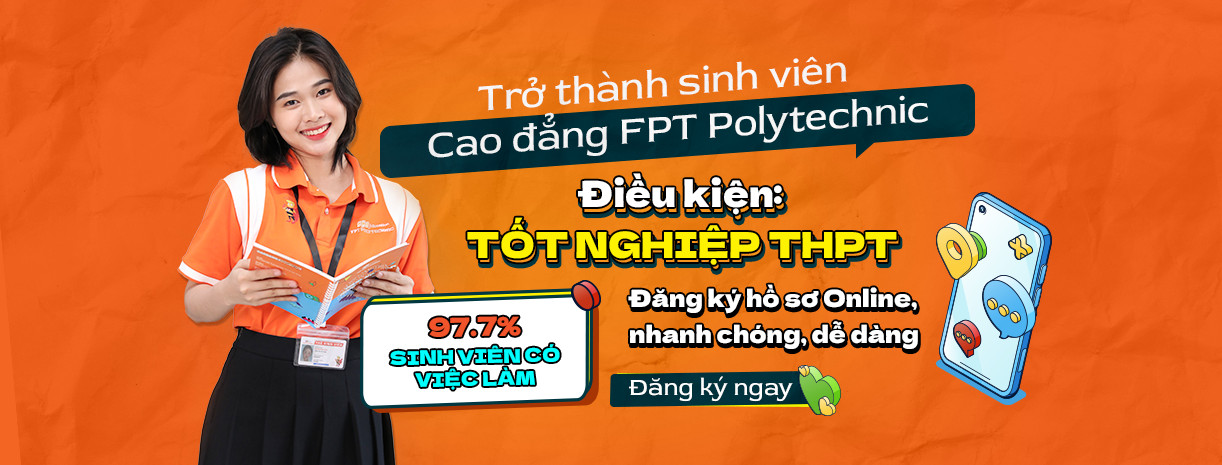 Trở thành sinh viên
Cao đẳng FPT Polytechnic
Điều kiện:
TỐT NGHIỆP THPT
Đăng ký hồ sơ Online,
nhanh chóng, dễ dàng
97.7%
SINH VIÊN CÓ
VIỆC LÀM
Đăng ký ngay